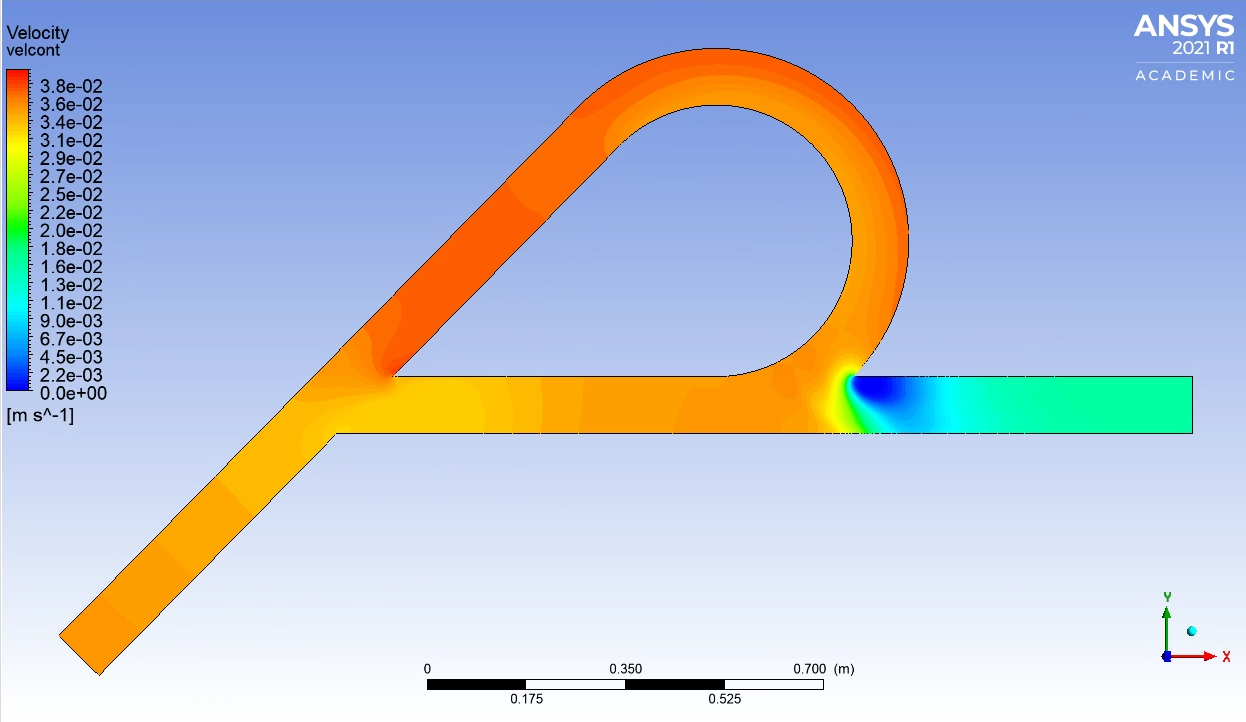 Velocity
velcont
3.8e-02
3.6e-02
3.4e-02
3.1e-02
2.9e-02
2.7e-02
2.5e-02
2.2e-02
2.0e-02
1.8e-02
1.6e-02
1.3e-02
1.1e-02
9.0e-03
6.7e-03
4.5e-03
2.2e-03
0.0e+00
[m s^-1]
ANSYS
2021 R1
ACADEMIC
0 0.350 0.700 (m)
0.175 0.525
Y
X